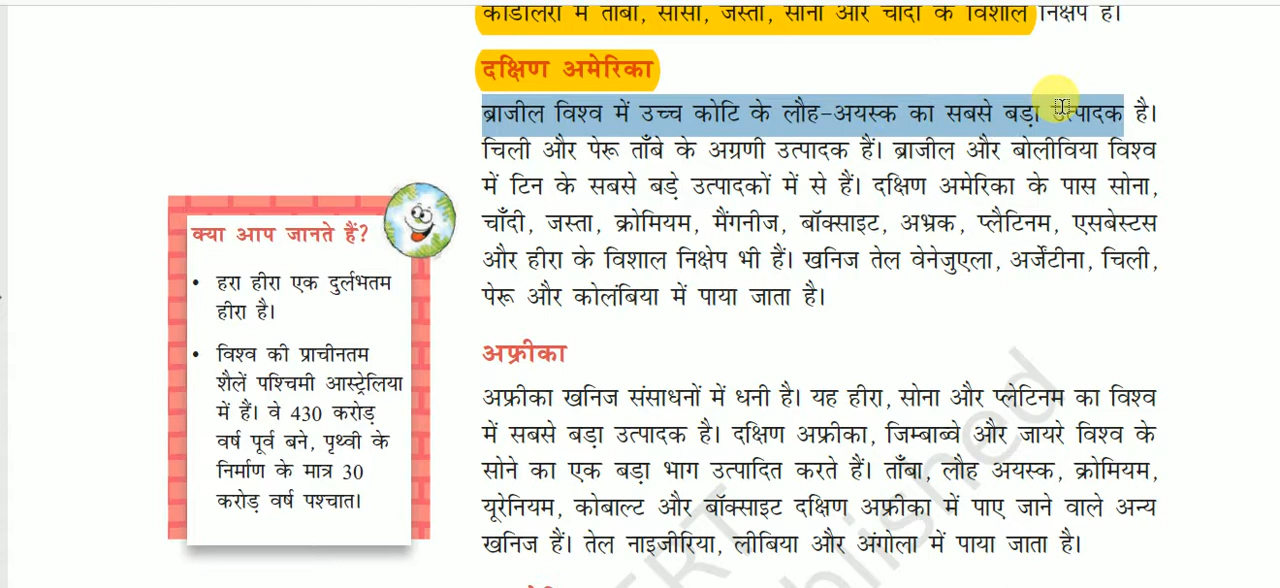 कॉर्डीलेरा में ताँबा, सीसा, जस्ता, सोना और चाँदी के विशाल निक्षेप हैं।
दक्षिण अमेरिका
ब्राजील विश्व में उच्च कोटि के लौह-अयस्क का सबसे बड़ा उत्पादक है।
चिली और पेरू ताँबे के अग्रणी उत्पादक हैं। ब्राजील और बोलीविया विश्व
में टिन के सबसे बड़े उत्पादकों में से हैं। दक्षिण अमेरिका के पास सोना,
चाँदी, जस्ता, क्रोमियम, मैंगनीज, बॉक्साइट, अभ्रक, प्लैटिनम, एसबेस्टस
और हीरा के विशाल निक्षेप भी हैं। खनिज तेल वेनेजुएला, अर्जेंटीना, चिली,
पेरू और कोलंबिया में पाया जाता है।
क्या आप जानते हैं?
• हरा हीरा एक दुर्लभतम
हीरा है।
• विश्व की प्राचीनतम
शैलें पश्चिमी आस्ट्रेलिया
में हैं। वे 430 करोड़
वर्ष पूर्व बने, पृथ्वी के
निर्माण के मात्र 30
करोड़ वर्ष पश्चात।
अफ्रीका
अफ्रीका खनिज संसाधनों में धनी है। यह हीरा, सोना और प्लेटिनम का विश्व
में सबसे बड़ा उत्पादक है। दक्षिण अफ्रीका, जिम्बाब्वे और जायरे विश्व के
सोने का एक बड़ा भाग उत्पादित करते हैं। ताँबा, लौह अयस्क, क्रोमियम,
यूरेनियम, कोबाल्ट और बॉक्साइट दक्षिण अफ्रीका में पाए जाने वाले अन्य
खनिज हैं। तेल नाइजीरिया, लीबिया और अंगोला में पाया जाता है।